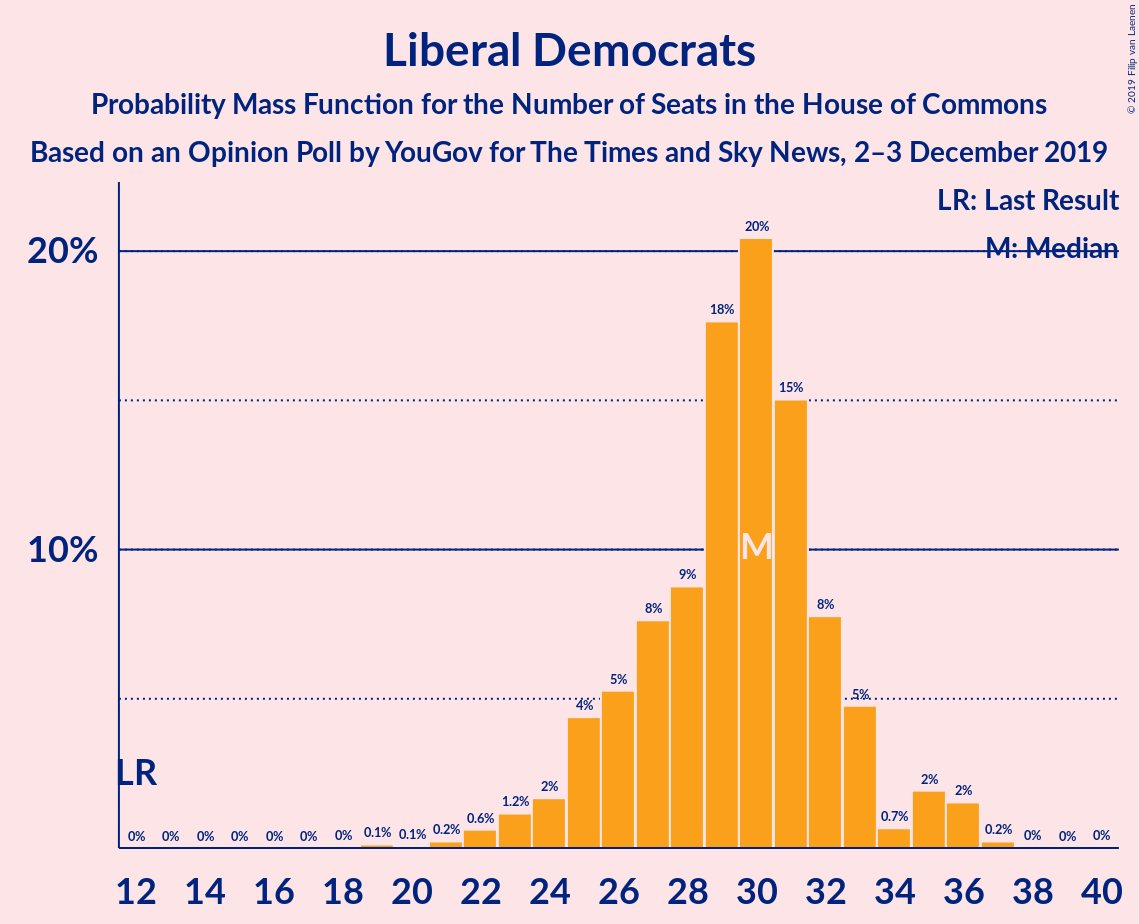 Liberal Democrats
Probability Mass Function for the Number of Seats in the House of Commons
Based on an Opinion Poll by YouGov for The Times and Sky News, 2–3 December 2019
© 2019 Filip van Laenen
LR: Last Result
M: Median
20%
10%
LR
M
0% 0% 0% 0% 0% 0% 0% 0.1% 0.1% 0.2% 0.6% 1.2% 2% 4% 5% 8% 9% 18% 20% 15% 8% 5% 0.7% 2% 2% 0.2% 0% 0% 0%
12 14 16 18 20 22 24 26 28 30 32 34 36 38 40